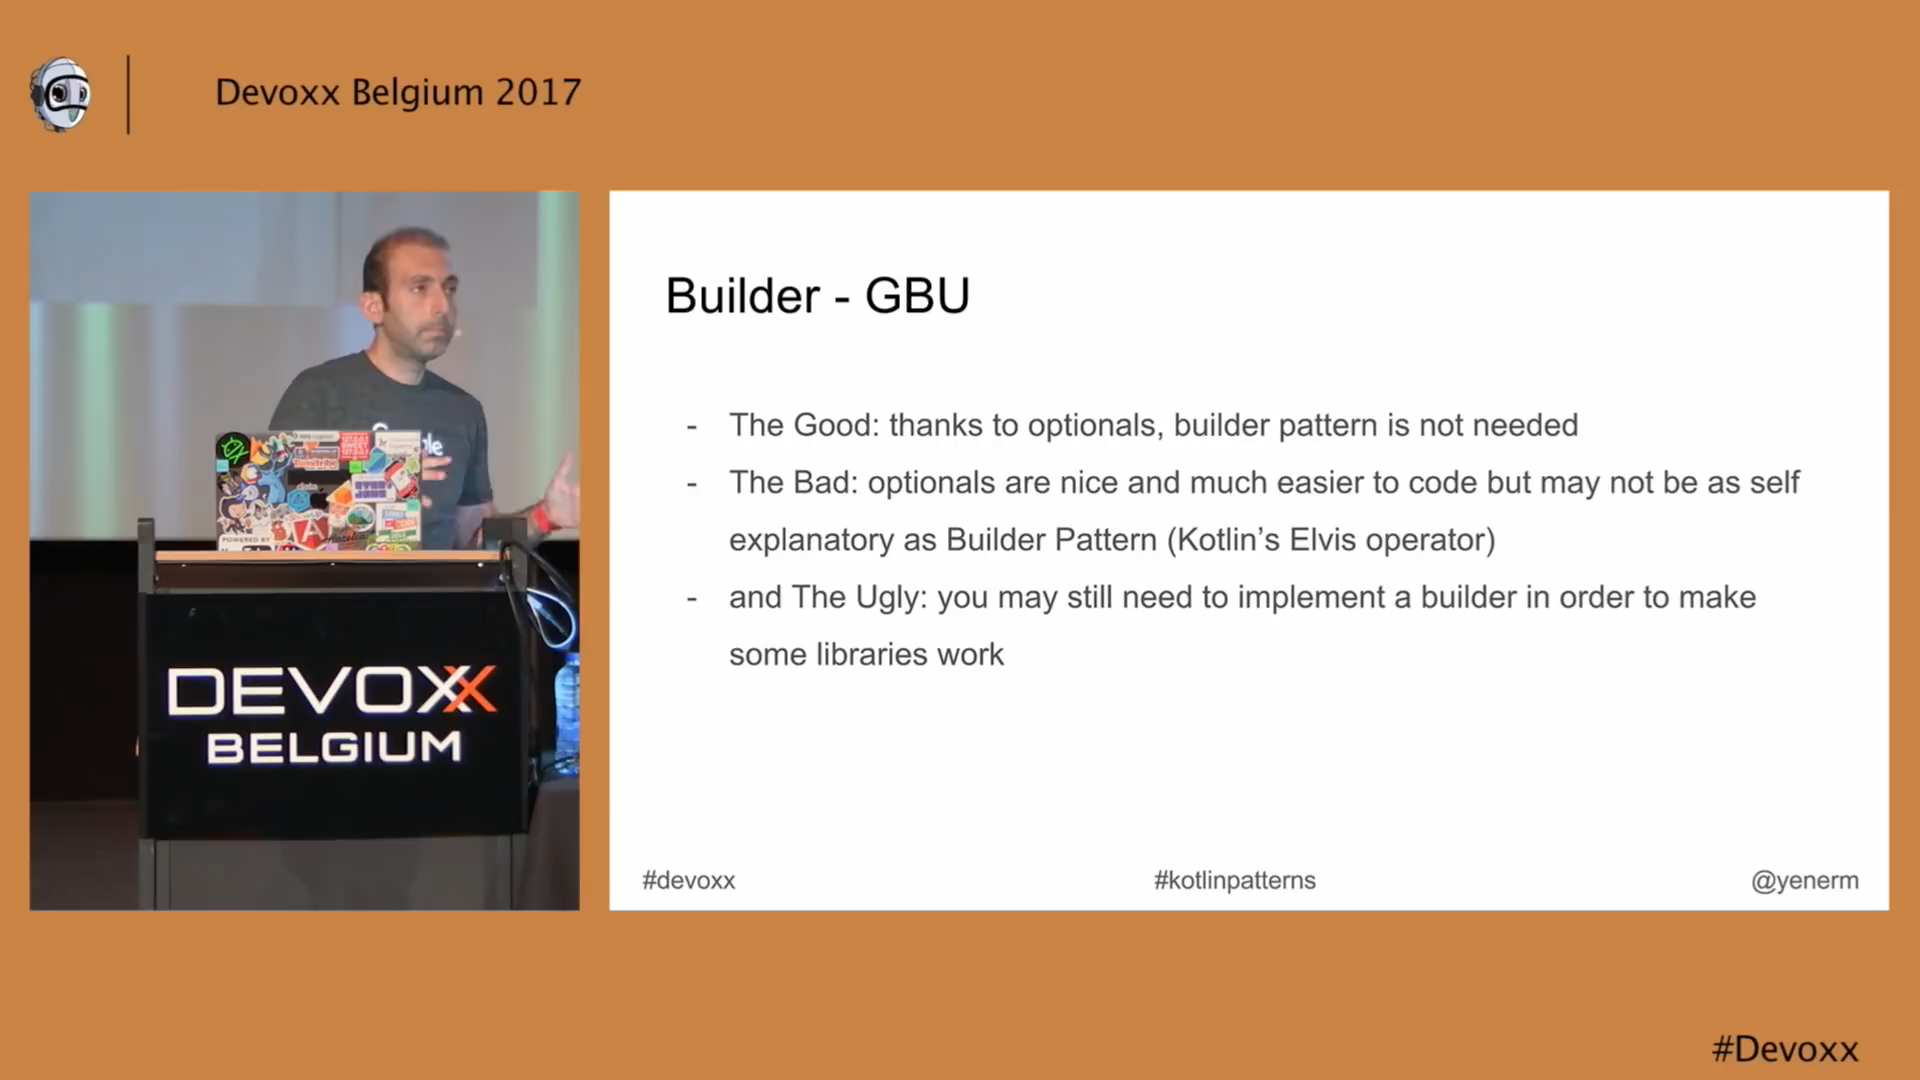 Devoxx Belgium 2017
Builder - GBU
- The Good: thanks to optionals, builder pattern is not needed
- The Bad: optionals are nice and much easier to code but may not be as self
explanatory as Builder Pattern (Kotlin’s Elvis operator)
- and The Ugly: you may still need to implement a builder in order to make
some libraries work
#devoxx
#kotlinpatterns
@yenerm
POWERED BY
DEVOXX
BELGIUM
#Devoxx